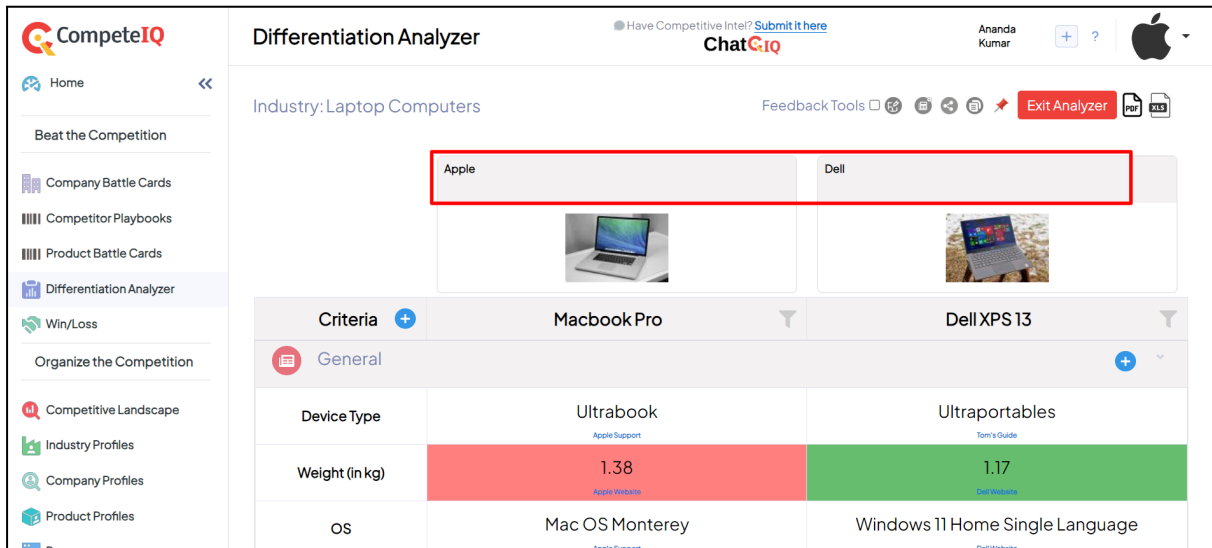 CompeteIQ
Differentiation Analyzer
Have Competitive Intel? Submit it here
ChatCIQ
Ananda
Kumar
+
?
Home
Industry: Laptop Computers
Feedback Tools
Exit Analyzer
PDF
XLS
Beat the Competition
Apple
Dell
Company Battle Cards
Competitor Playbooks
Product Battle Cards
Differentiation Analyzer
Win/Loss
Organize the Competition
Competitive Landscape
Industry Profiles
Company Profiles
Product Profiles
Criteria
Macbook Pro
Dell XPS 13
General
Device Type
Ultrabook
Ultraportables
Apple Support
Tom's Guide
Weight (in kg)
1.38
1.17
Apple Website
Dell Website
OS
Mac OS Monterey
Windows 11 Home Single Language